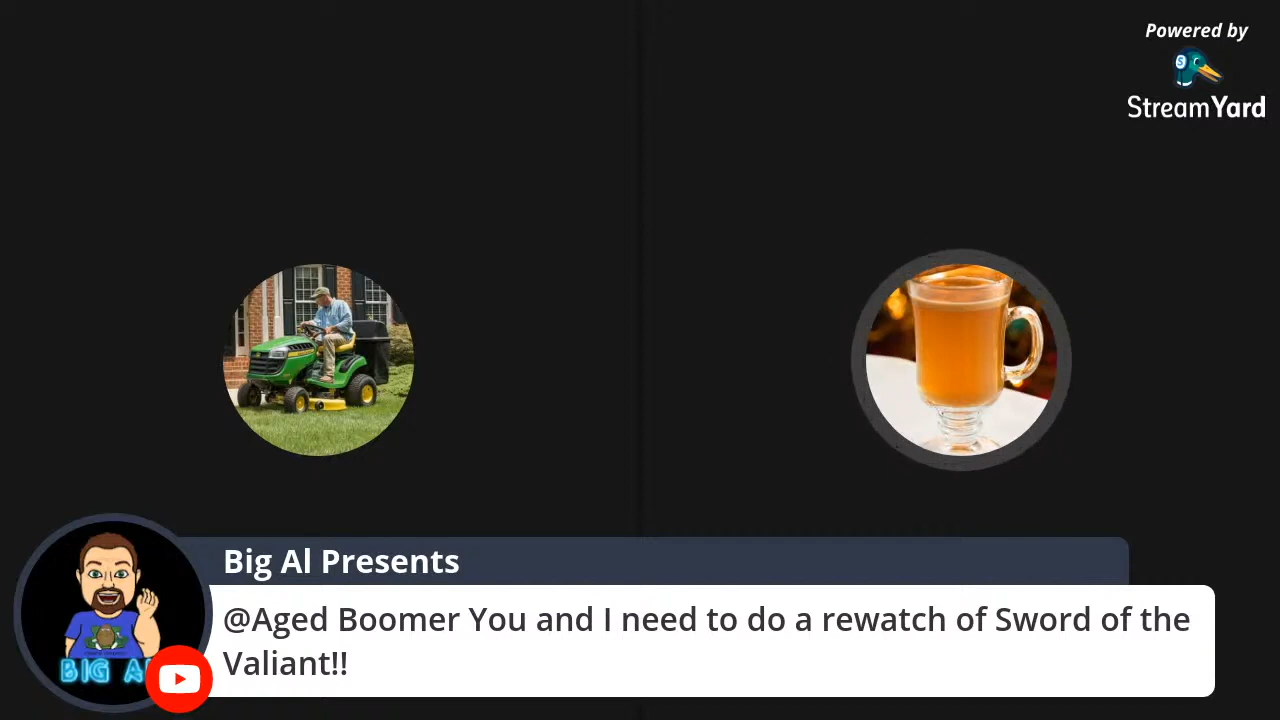 Powered by
StreamYard
Big Al Presents
@Aged Boomer You and I need to do a rewatch of Sword of the
Valiant!!
BIG A